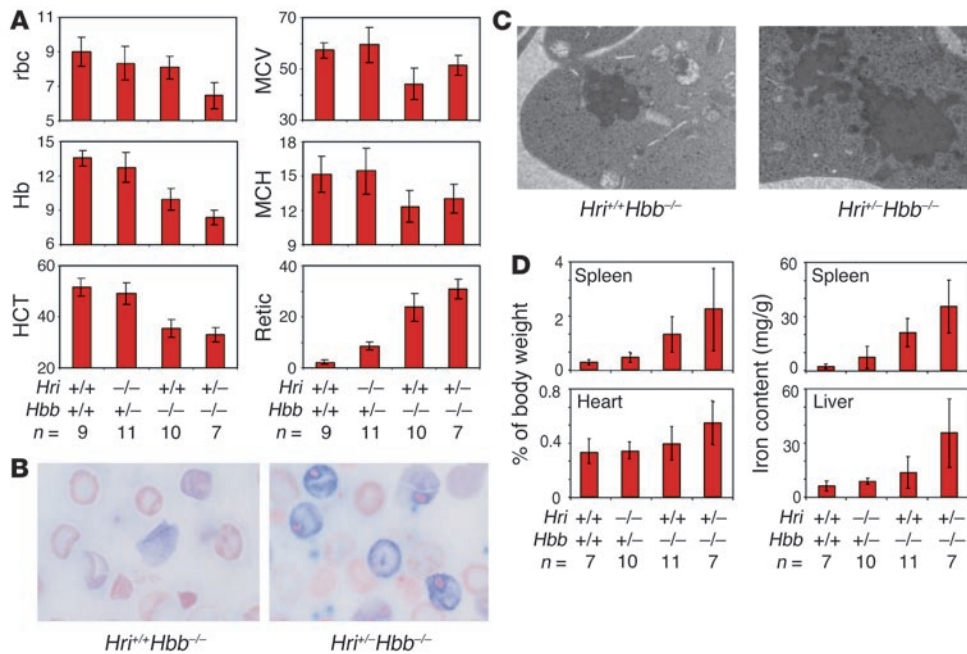 A
rbc
9
6
3
MCV
70
50
30
Hb
15
12
9
6
MCH
18
15
12
9
HCT
60
40
20
Retic
40
20
0
Hri +/+ –/– +/+ +/–
Hbb +/+ +/– –/– –/–
n = 9 11 10 7
+/+ –/– +/+ +/–
+/+ +/– –/– –/–
9 11 10 7
B
Hri+/+Hbb–/– Hri+/–Hbb–/–
C
Hri+/+Hbb–/– Hri+/–Hbb–/–
D
% of body weight
4
2
0
Spleen
0.8
0.4
0
Heart
Hri +/+ –/– +/+ +/–
Hbb +/+ +/– –/– –/–
n = 7 10 11 7
Iron content (mg/g)
60
30
0
Spleen
60
30
0
Liver
Hri +/+ –/– +/+ +/–
Hbb +/+ +/– –/– –/–
n = 7 10 11 7